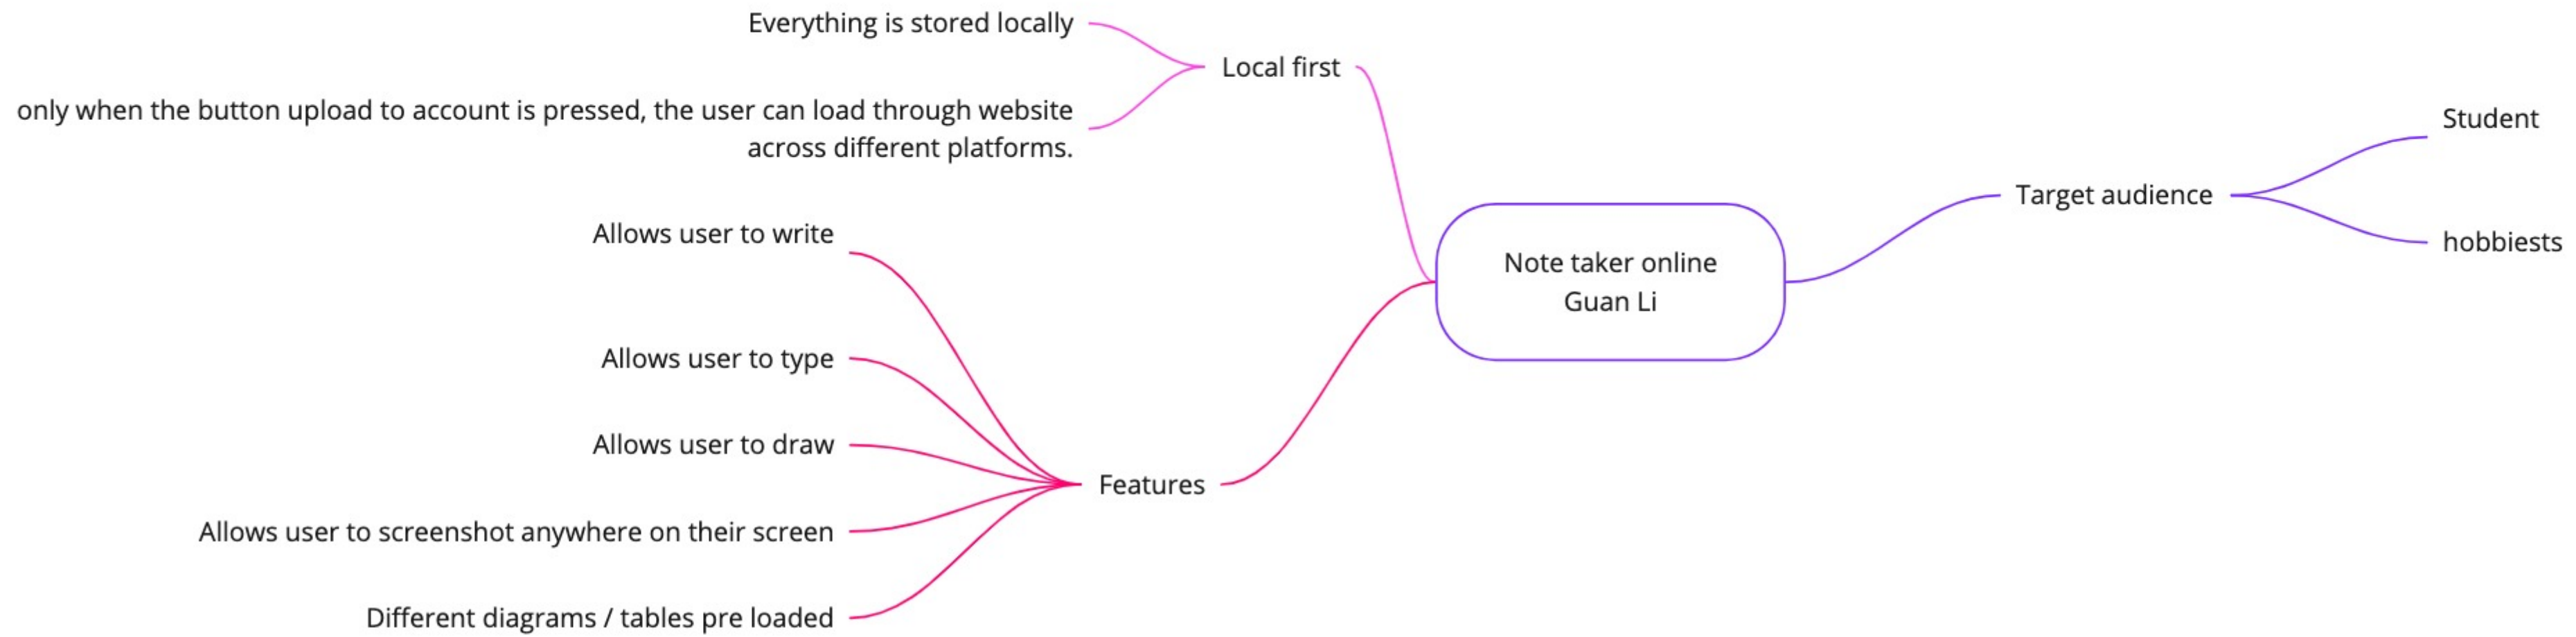 Everything is stored locally
Local first
only when the button upload to account is pressed, the user can load through website
across different platforms.
Allows user to write
Allows user to type
Allows user to draw
Features
Allows user to screenshot anywhere on their screen
Different diagrams / tables pre loaded
Note taker online
Guan Li
Target audience
Student
hobbiests